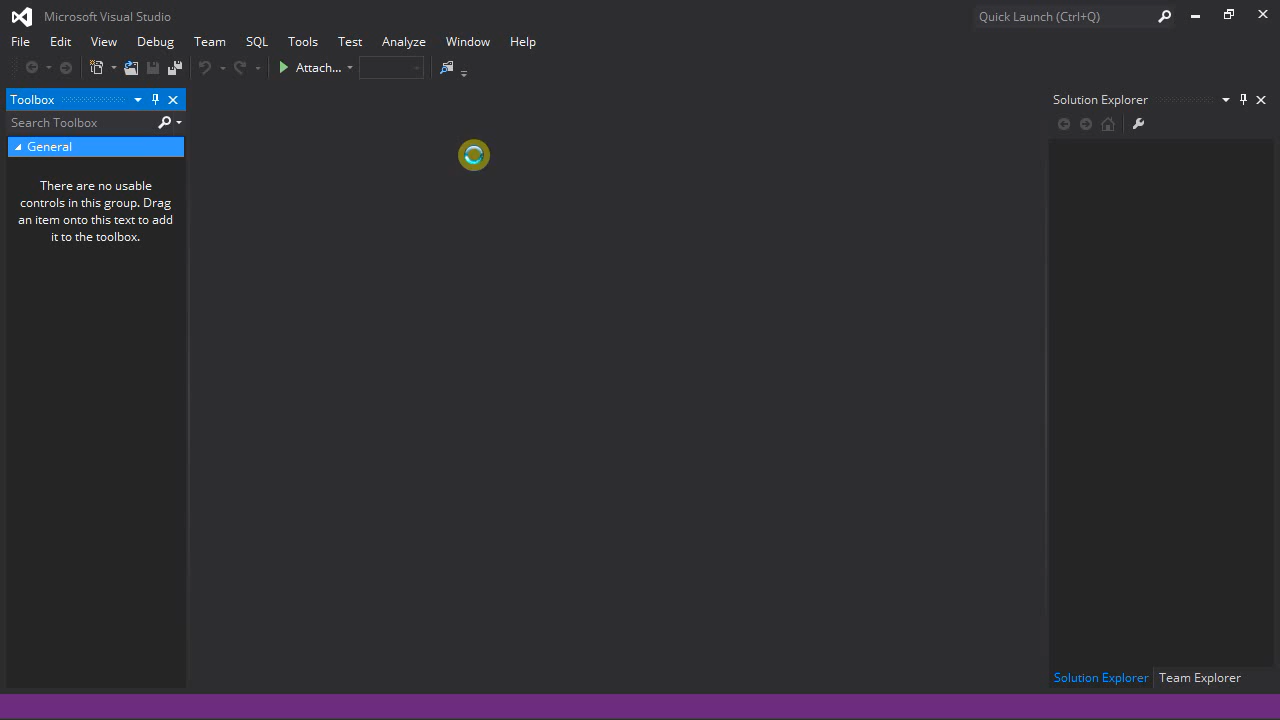 Microsoft Visual Studio
Quick Launch (Ctrl+Q)
File Edit View Debug Team SQL Tools Test Analyze Window Help
Attach...
Toolbox
Solution Explorer
Search Toolbox
General
There are no usable
controls in this group. Drag
an item onto this text to add
it to the toolbox.
Solution Explorer Team Explorer